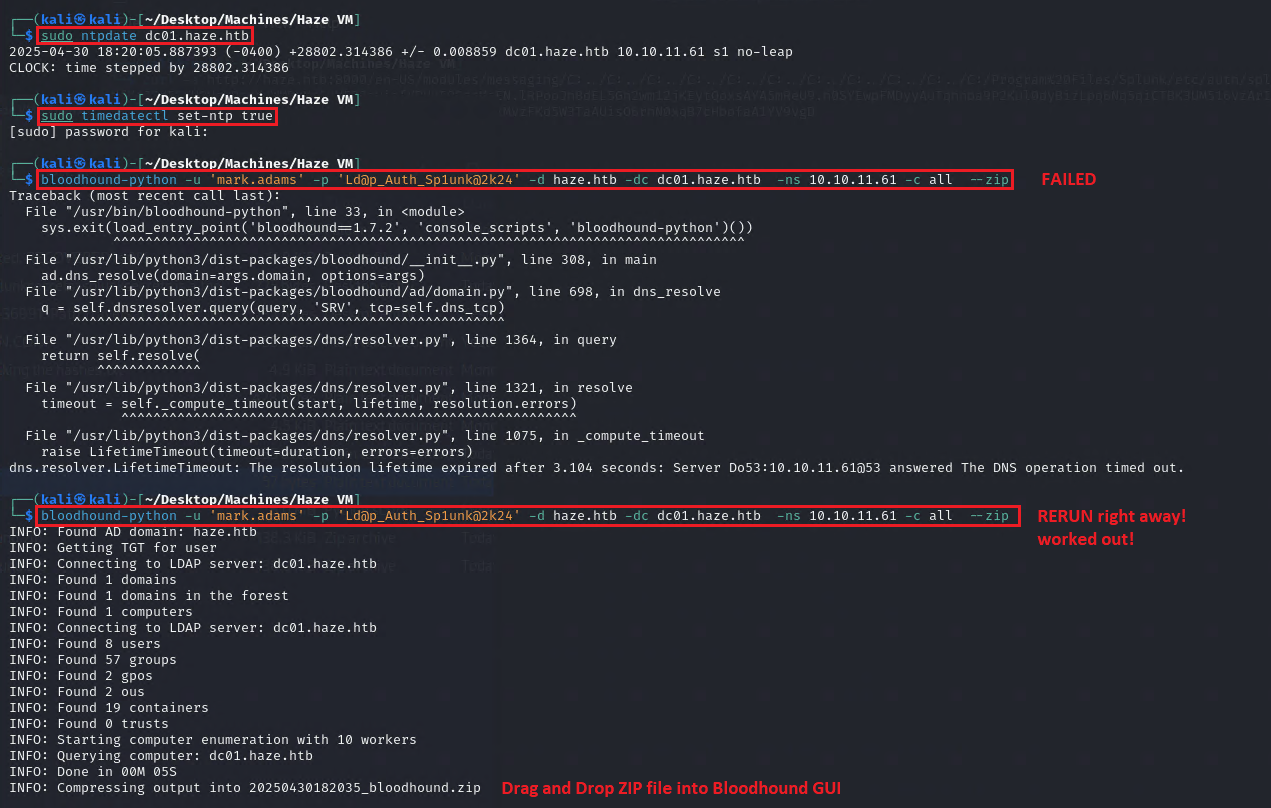 ┌──(kali㉿kali)-[~/Desktop/Machines/Haze VM]
└─$ sudo ntpdate dc01.haze.htb
2025-04-30 18:20:05.887393 (-0400) +28802.314386 +/- 0.008859 dc01.haze.htb 10.10.11.61 s1 no-leap
CLOCK: time stepped by 28802.314386
┌──(kali㉿kali)-[~/Desktop/Machines/Haze VM]
└─$ sudo timedatectl set-ntp true
[sudo] password for kali:
┌──(kali㉿kali)-[~/Desktop/Machines/Haze VM]
└─$ bloodhound-python -u 'mark.adams' -p 'Ld@p_Auth_Sp1unk@2k24' -d haze.htb -dc dc01.haze.htb -ns 10.10.11.61 -c all --zip FAILED
Traceback (most recent call last):
File "/usr/bin/bloodhound-python", line 33, in <module>
sys.exit(load_entry_point('bloodhound==1.7.2', 'console_scripts', 'bloodhound-python')())
^^^^^^^^^^^^^^^^^^^^^^^^^^^^^^^^^^^^^^^^^^^^^^^^^^^^^^^^^^^^^^^^^^^^^^^^^^^^^^^
File "/usr/lib/python3/dist-packages/bloodhound/__init__.py", line 308, in main
ad.dns_resolve(domain=args.domain, options=args)
File "/usr/lib/python3/dist-packages/bloodhound/ad/domain.py", line 698, in dns_resolve
q = self.dnsresolver.query(query, 'SRV', tcp=self.dns_tcp)
^^^^^^^^^^^^^^^^^^^^^^^^^^^^^^^^^^^^^^^^^^^^^^^^^^^^^^
File "/usr/lib/python3/dist-packages/dns/resolver.py", line 1364, in query
return self.resolve(
^^^^^^^^^^^^^
File "/usr/lib/python3/dist-packages/dns/resolver.py", line 1321, in resolve
timeout = self._compute_timeout(start, lifetime, resolution.errors)
^^^^^^^^^^^^^^^^^^^^^^^^^^^^^^^^^^^^^^^^^^^^^^^^^^^^^^^^^
File "/usr/lib/python3/dist-packages/dns/resolver.py", line 1075, in _compute_timeout
raise LifetimeTimeout(timeout=duration, errors=errors)
dns.resolver.LifetimeTimeout: The resolution lifetime expired after 3.104 seconds: Server Do53:10.10.11.61@53 answered The DNS operation timed out.
┌──(kali㉿kali)-[~/Desktop/Machines/Haze VM]
└─$ bloodhound-python -u 'mark.adams' -p 'Ld@p_Auth_Sp1unk@2k24' -d haze.htb -dc dc01.haze.htb -ns 10.10.11.61 -c all --zip RERUN right away!
worked out!
INFO: Found AD domain: haze.htb
INFO: Getting TGT for user
INFO: Connecting to LDAP server: dc01.haze.htb
INFO: Found 1 domains
INFO: Found 1 domains in the forest
INFO: Found 1 computers
INFO: Connecting to LDAP server: dc01.haze.htb
INFO: Found 8 users
INFO: Found 57 groups
INFO: Found 2 gpos
INFO: Found 2 ous
INFO: Found 19 containers
INFO: Found 0 trusts
INFO: Starting computer enumeration with 10 workers
INFO: Querying computer: dc01.haze.htb
INFO: Done in 00M 05S
INFO: Compressing output into 20250430182035_bloodhound.zip Drag and Drop ZIP file into Bloodhound GUI